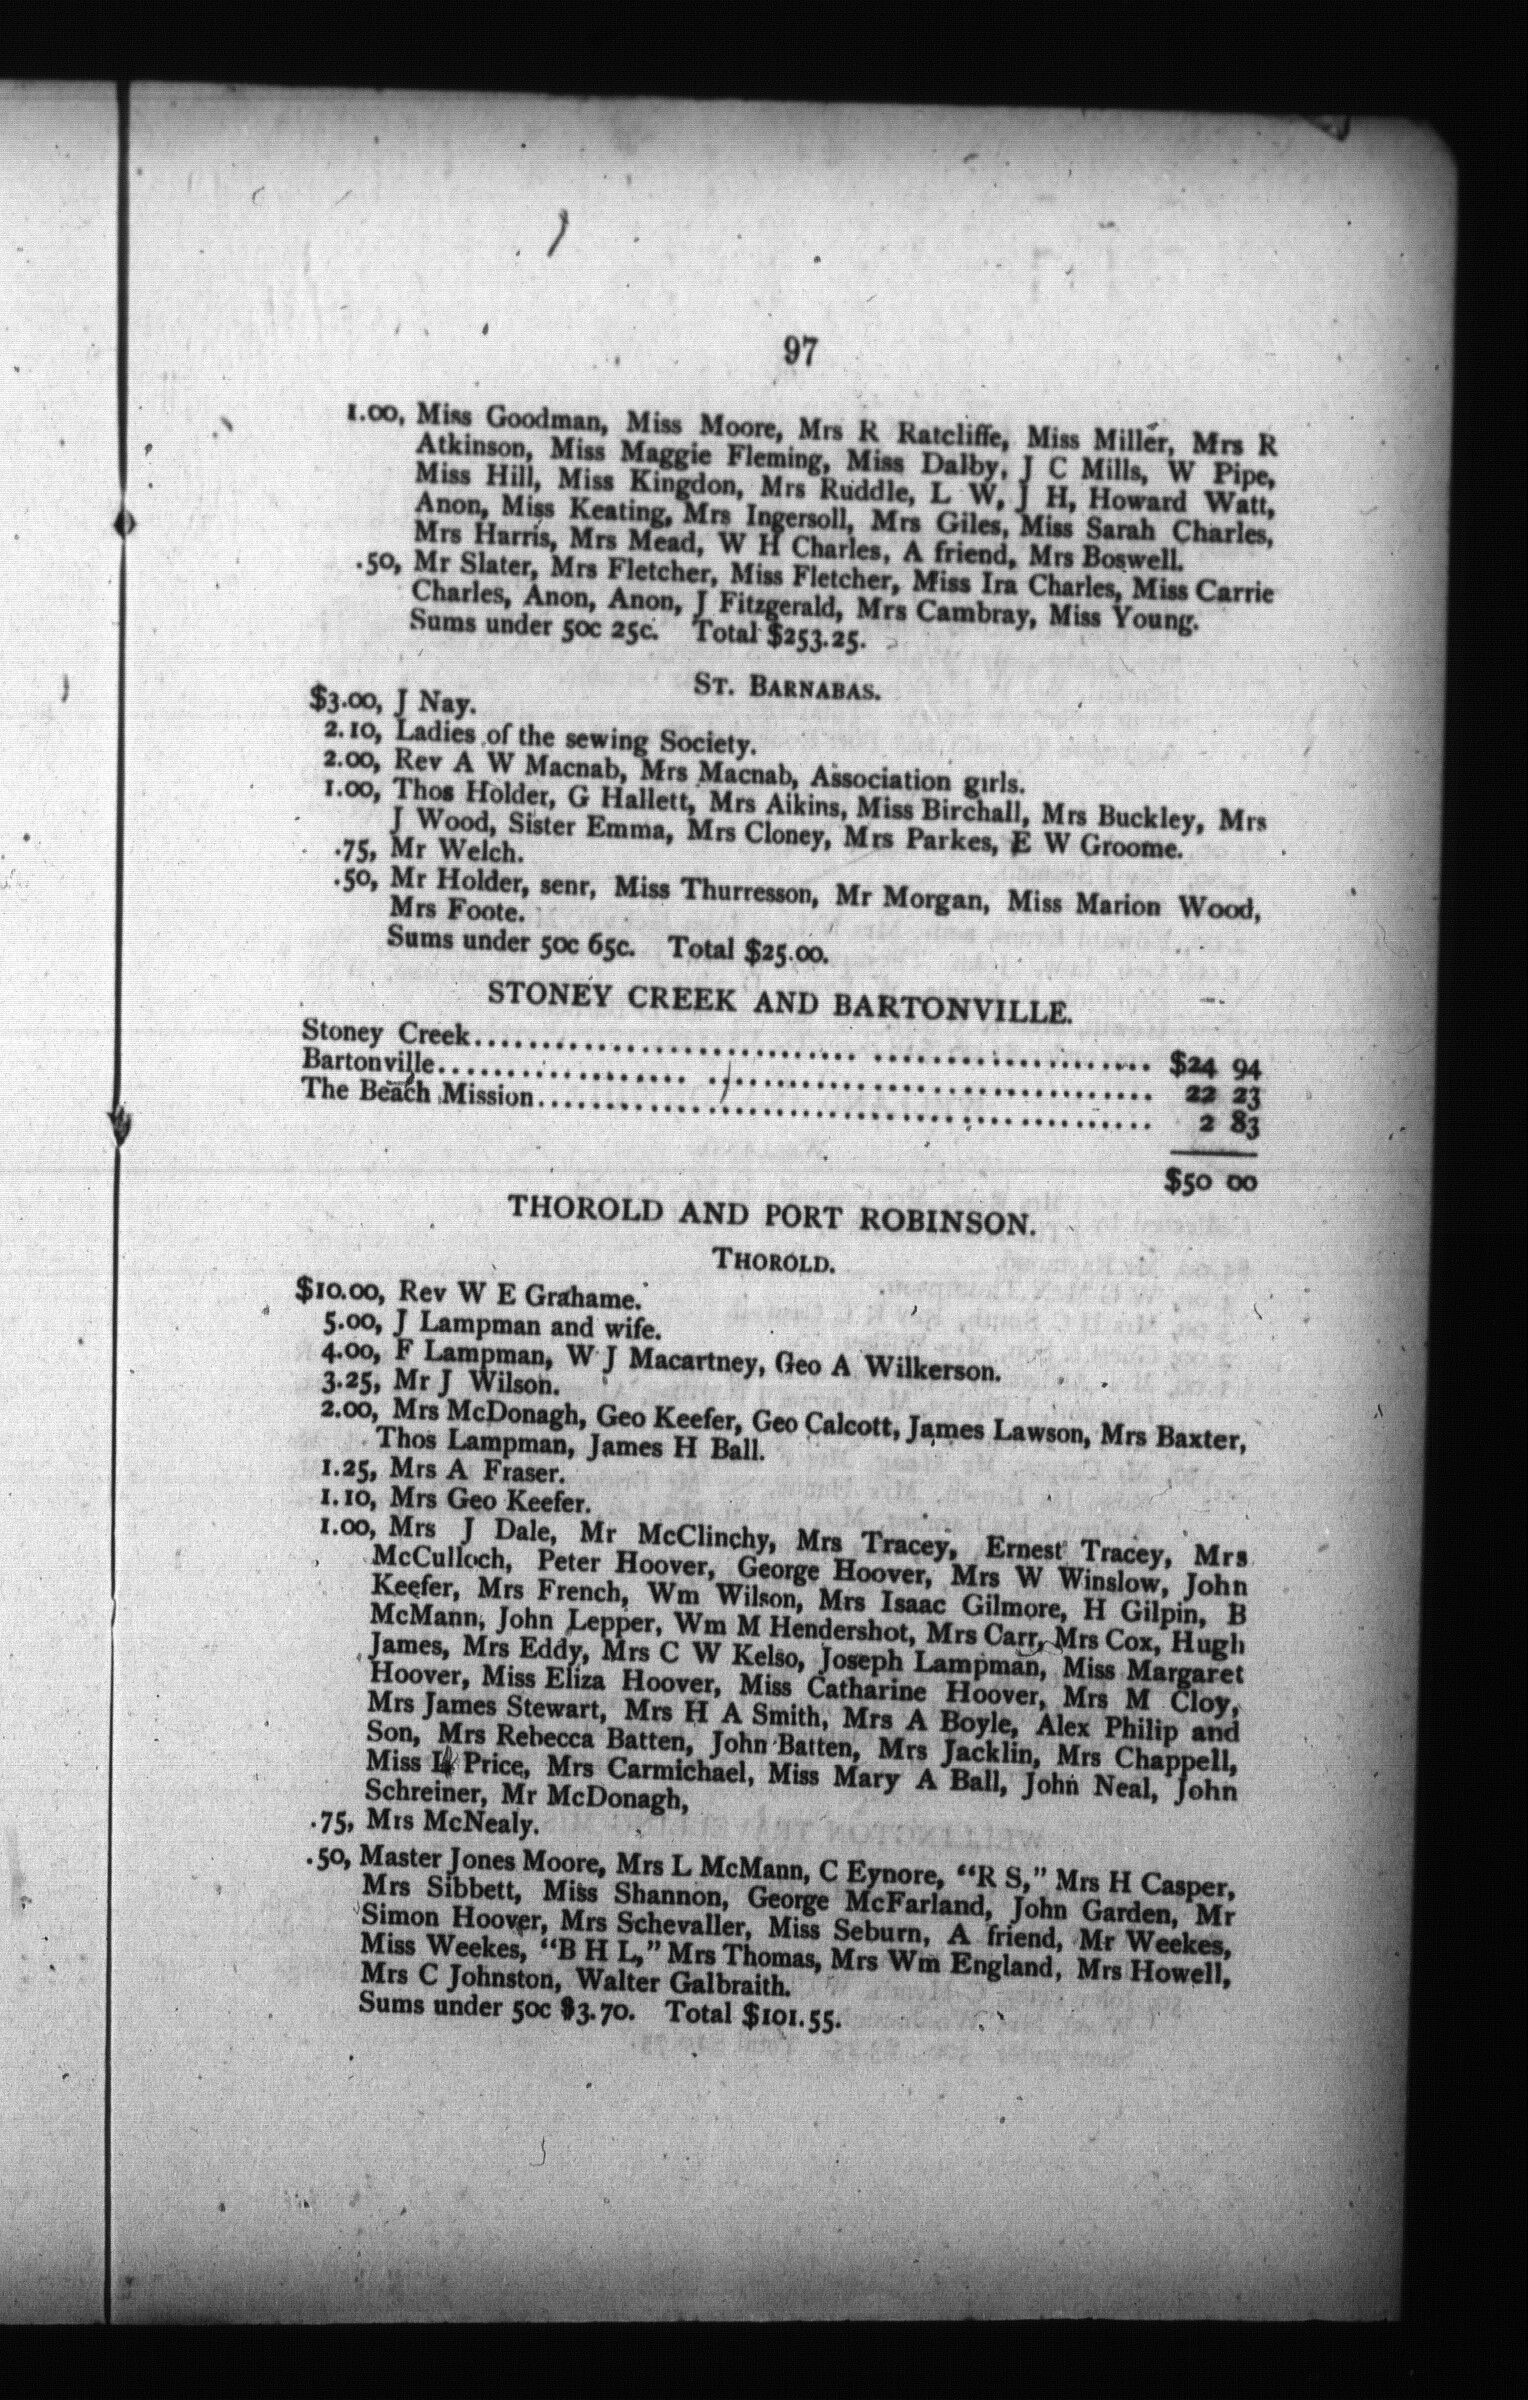 97
1.00, Miss Goodman, Miss Moore, Mrs R Ratcliffe, Miss Miller, Mrs R
Atkinson, Miss Maggie Fleming, Miss Dalby, J C Mills, W Pipe,
Miss Hill, Miss Kingdon, Mrs Ruddle, L W, J H, Howard Watt,
Anon, Miss Keating, Mrs Ingersoll, Mrs Giles, Miss Sarah Charles,
Mrs Harris, Mrs Mead, W H Charles, A friend, Mrs Boswell.
.50, Mr Slater, Mrs Fletcher, Miss Fletcher, Miss Ira Charles, Miss Carrie
Charles, Anon, Anon, J Fitzgerald, Mrs Cambray, Miss Young.
Sums under 50c 25c. Total $253.25.
ST. BARNABAS.
$3.00, J Nay.
2.10, Ladies of the sewing Society.
2.00, Rev A W Macnab, Mrs Macnab, Association girls.
1.00, Thos Holder, G Hallett, Mrs Aikins, Miss Birchall, Mrs Buckley, Mrs
J Wood, Sister Emma, Mrs Cloney, Mrs Parkes, E W Groome.
.75, Mr Welch.
.50, Mr Holder, senr, Miss Thurresson, Mr Morgan, Miss Marion Wood,
Mrs Foote.
Sums under 50c 65c. Total $25.00.
STONEY CREEK AND BARTONVILLE.
Stoney Creek........................................ $24 94
Bartonville........................................ 22 23
The Beach Mission........................................ 2 83
$50 00
THOROLD AND PORT ROBINSON.
THOROLD.
$10.00, Rev W E Grahame.
5.00, J Lampman and wife.
4.00, F Lampman, W J Macartney, Geo A Wilkerson.
3.25, Mr J Wilson.
2.00, Mrs McDonagh, Geo Keefer, Geo Calcott, James Lawson, Mrs Baxter,
Thos Lampman, James H Ball.
1.25, Mrs A Fraser.
1.10, Mrs Geo Keefer.
1.00, Mrs J Dale, Mr McClinchy, Mrs Tracey, Ernest Tracey, Mrs
McCulloch, Peter Hoover, George Hoover, Mrs W Winslow, John
Keefer, Mrs French, Wm Wilson, Mrs Isaac Gilmore, H Gilpin, B
McMann, John Lepper, Wm M Hendershot, Mrs Carr, Mrs Cox, Hugh
James, Mrs Eddy, Mrs C W Kelso, Joseph Lampman, Miss Margaret
Hoover, Miss Eliza Hoover, Miss Catharine Hoover, Mrs M Cloy,
Mrs James Stewart, Mrs H A Smith, Mrs A Boyle, Alex Philip and
Son, Mrs Rebecca Batten, John Batten, Mrs Jacklin, Mrs Chappell,
Miss L Price, Mrs Carmichael, Miss Mary A Ball, John Neal, John
Schreiner, Mr McDonagh,
.75, Mrs McNealy.
.50, Master Jones Moore, Mrs L McMann, C Eynore, "R S," Mrs H Casper,
Mrs Sibbett, Miss Shannon, George McFarland, John Garden, Mr
Simon Hoover, Mrs Schevaller, Miss Seburn, A friend, Mr Weekes,
Miss Weekes, "B H L," Mrs Thomas, Mrs Wm England, Mrs Howell,
Mrs C Johnston, Walter Galbraith.
Sums under 50c $3.70. Total $101.55.